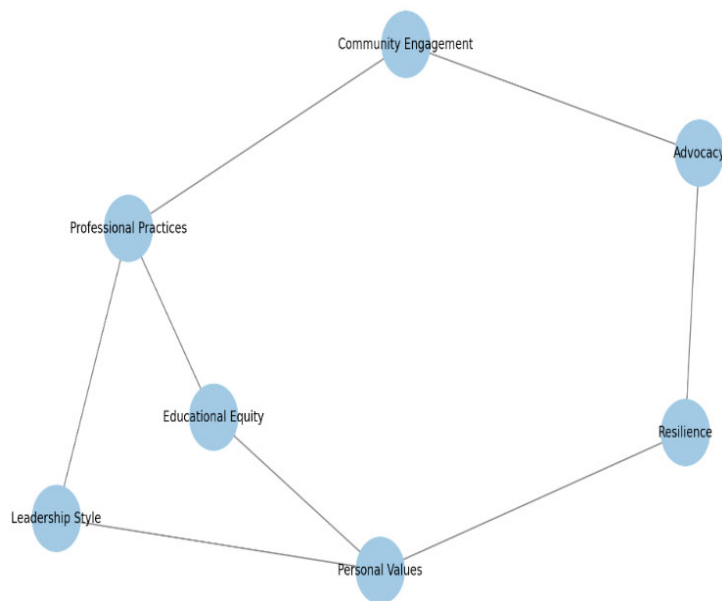 Community Engagement
Advocacy
Professional Practices
Educational Equity
Resilience
Leadership Style
Personal Values